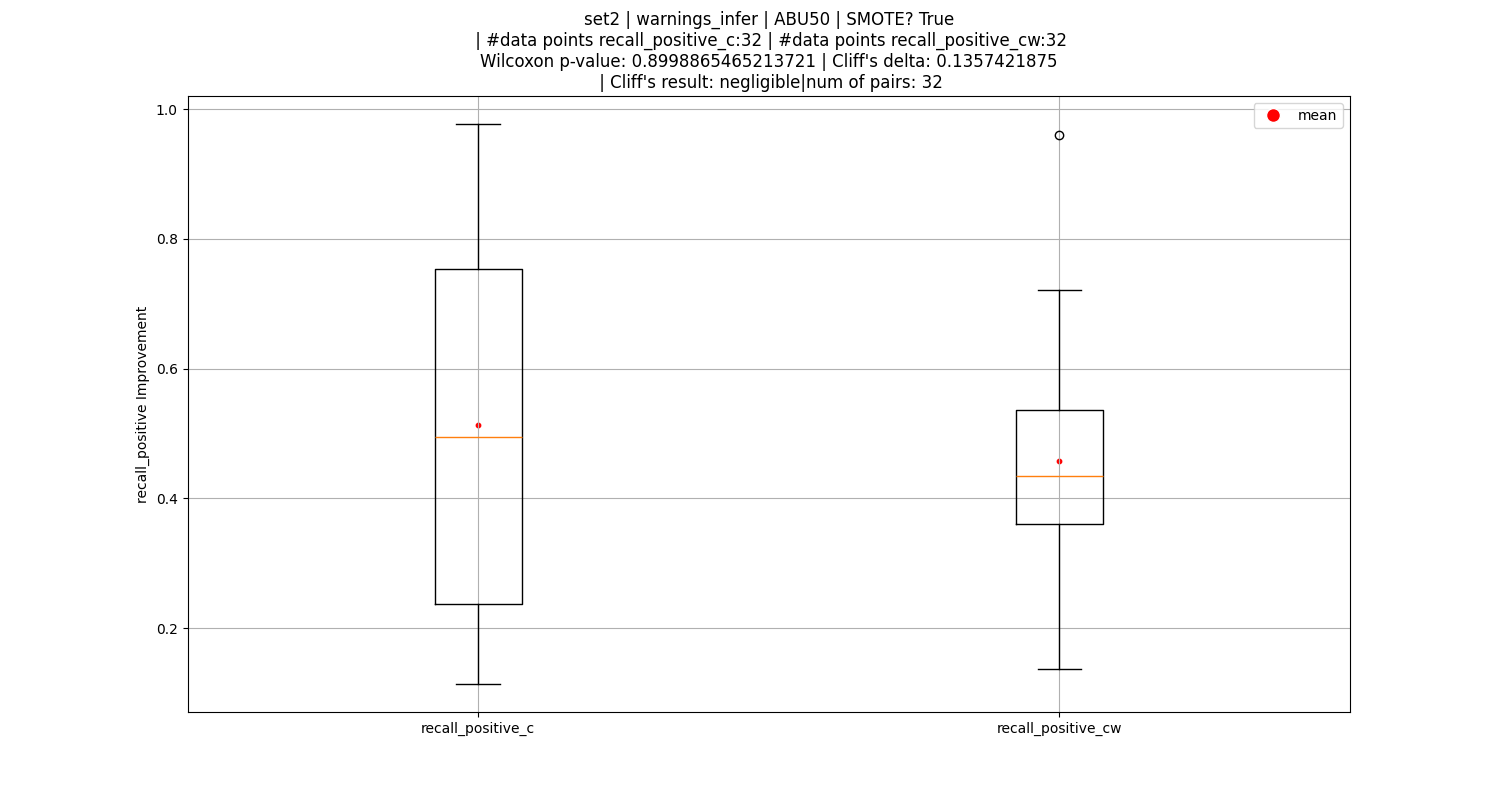 set2 | warnings_infer | ABU50 | SMOTE? True
| #data points recall_positive_c:32 | #data points recall_positive_cw:32
Wilcoxon p-value: 0.8998865465213721 | Cliff's delta: 0.1357421875
| Cliff's result: negligible|num of pairs: 32
1.0
mean
0.8
0.6
recall_positive Improvement
0.4
0.2
recall_positive_c
recall_positive_cw